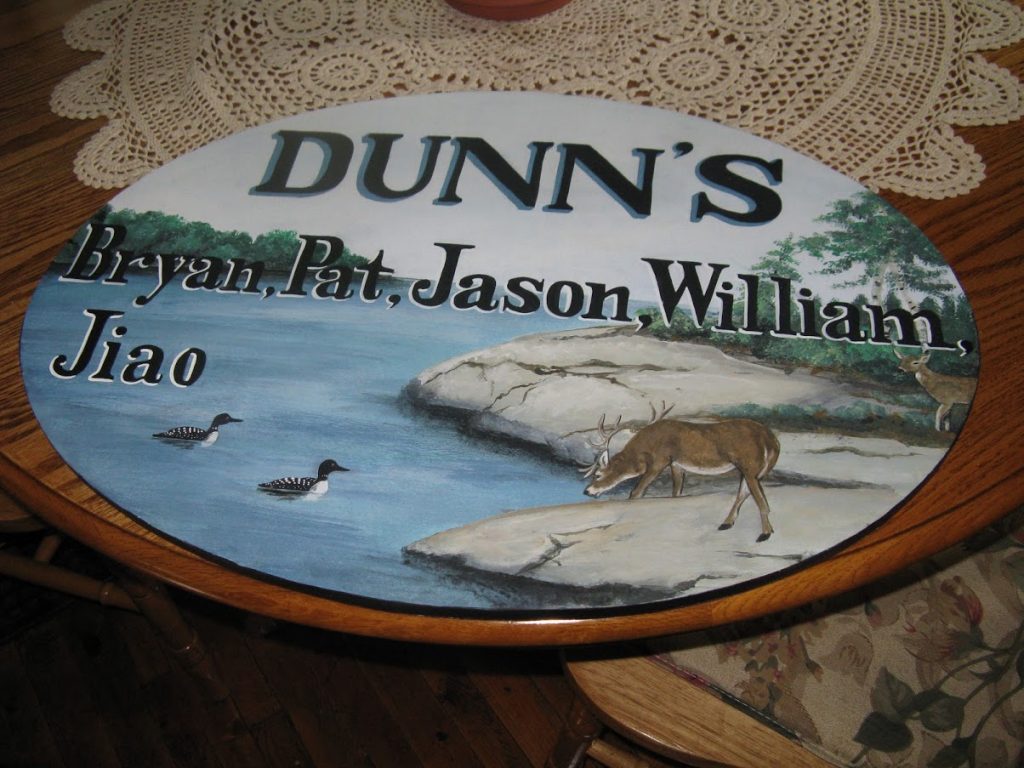 DUNN'S
Bryan, Pat, Jason, William,
Jiao